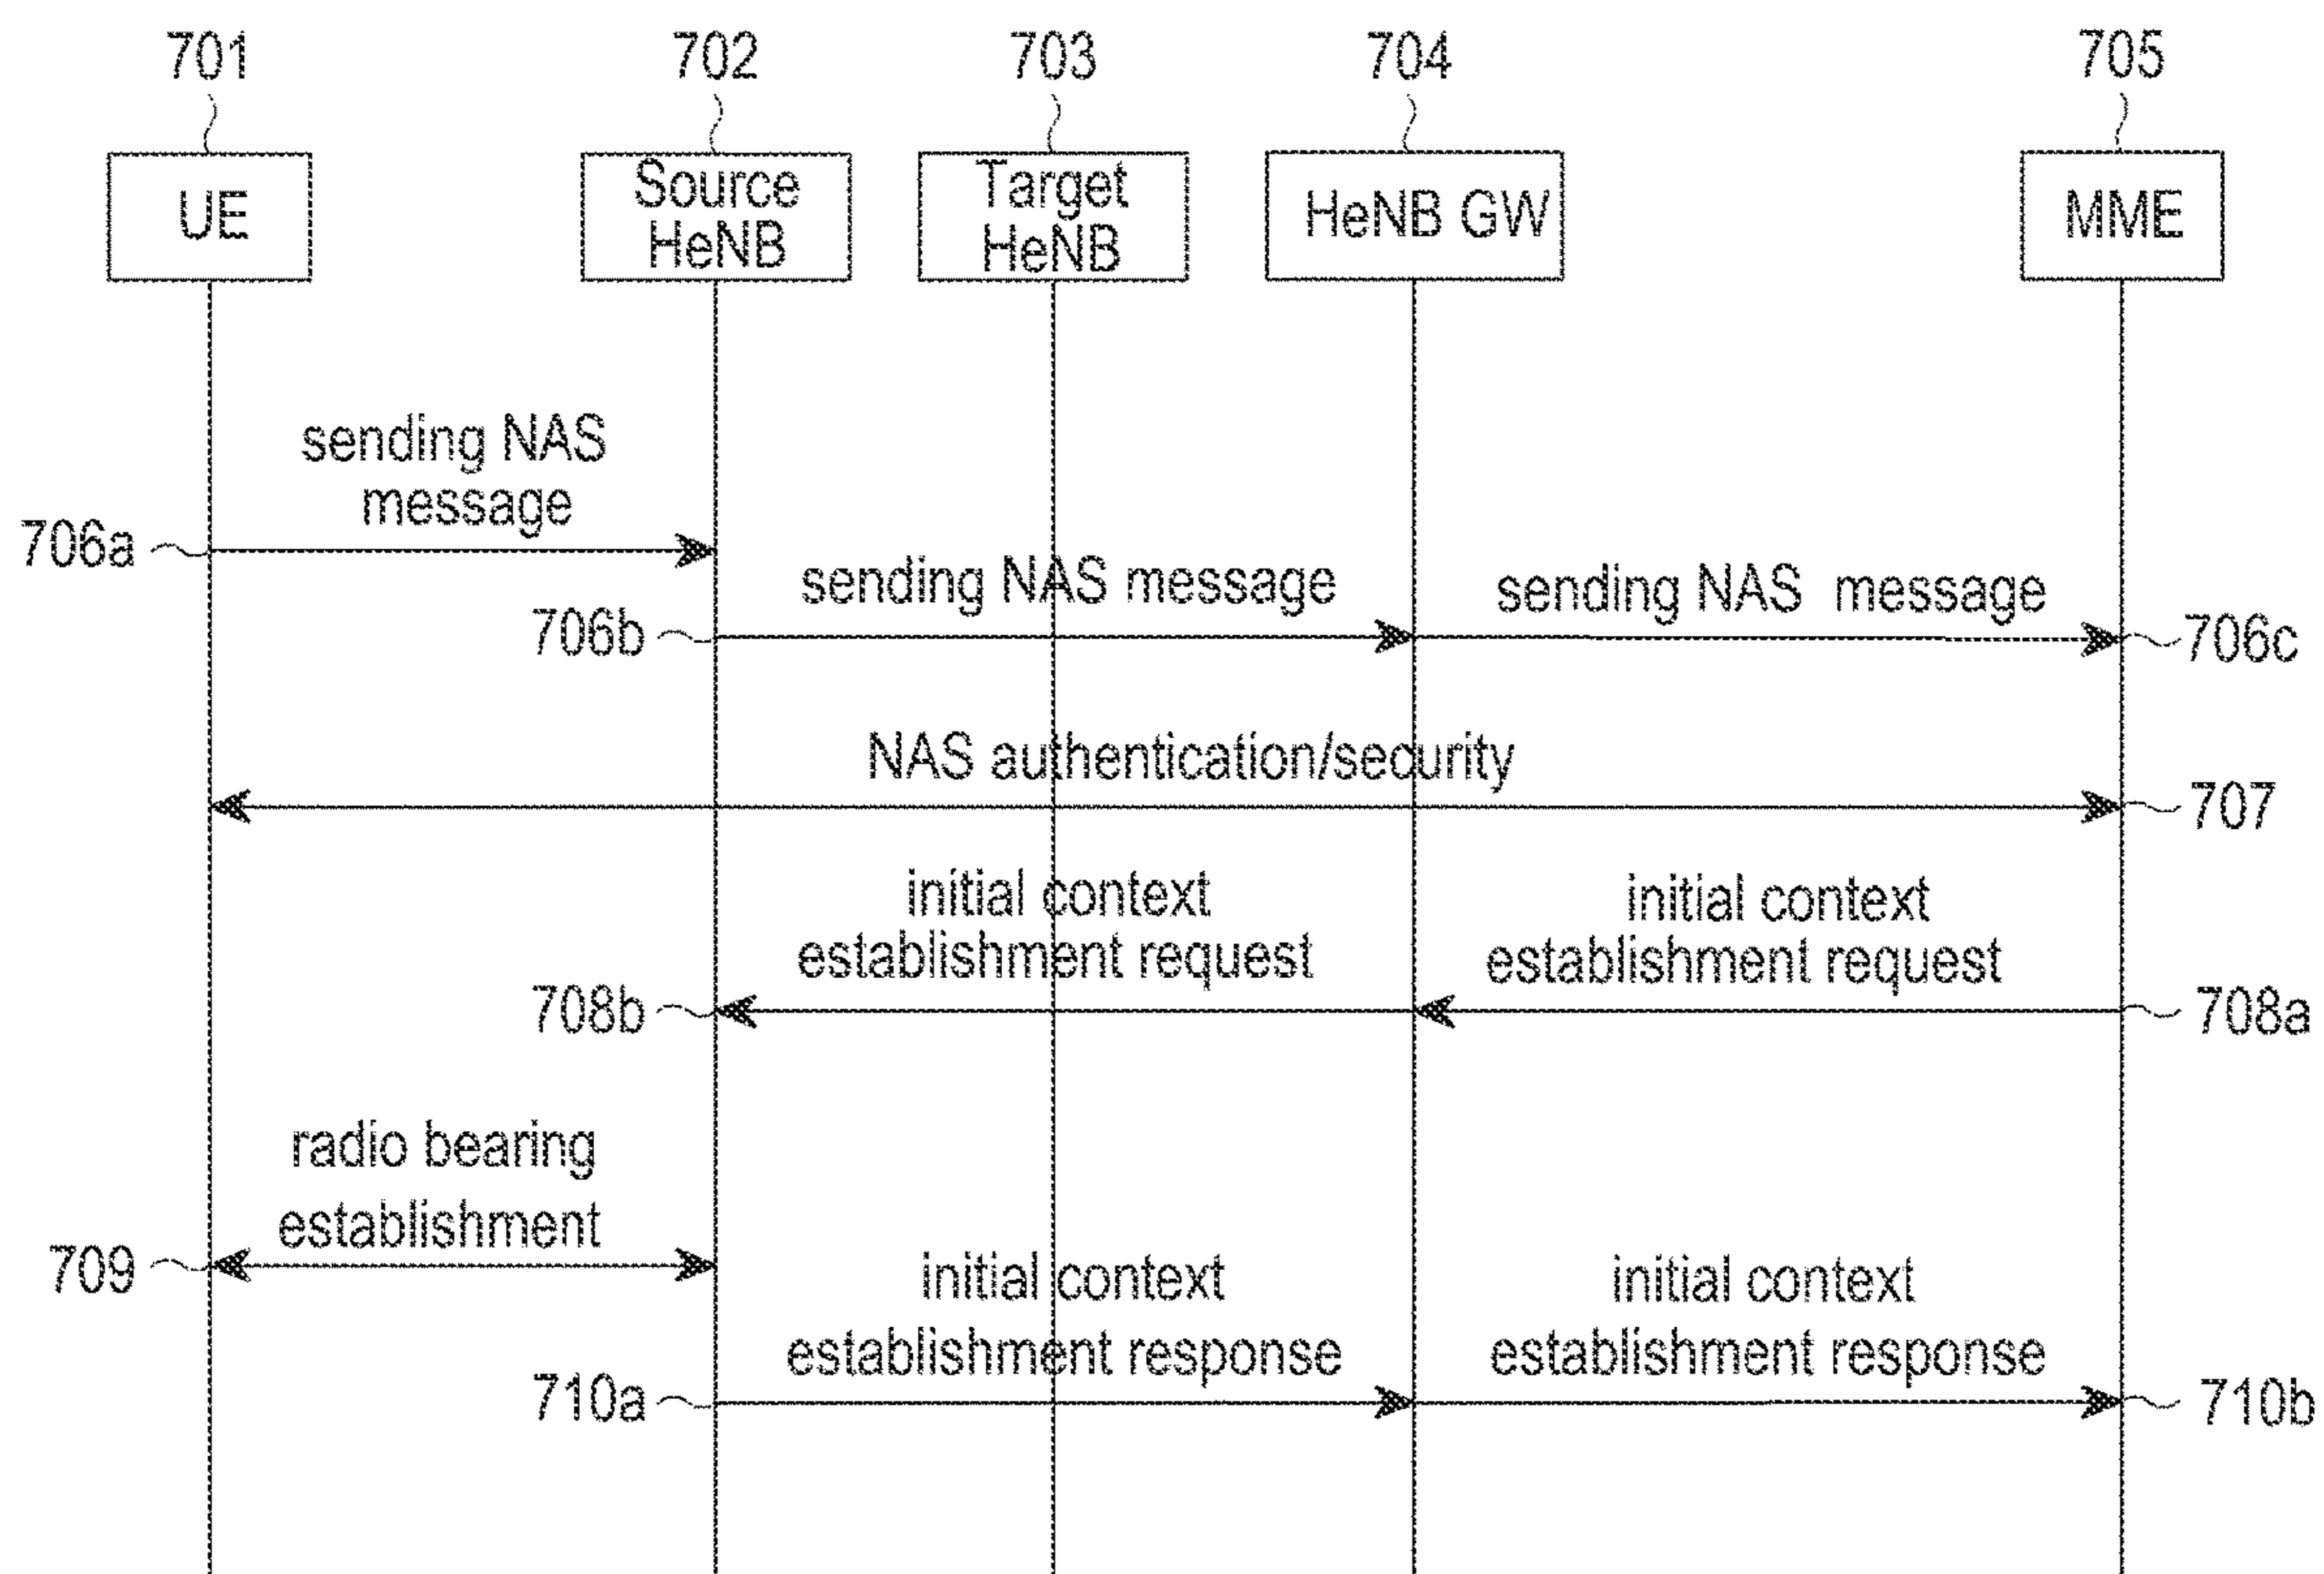 701
702
703
704
705
UE
Source
HeNB
Target
HeNB
HeNB GW
MME
sending NAS
message
706a
sending NAS message
sending NAS message
706b
706c
NAS authentication/security
707
initial context
establishment request
initial context
establishment request
708b
708a
radio bearing
establishment
709
initial context
establishment response
initial context
establishment response
710a
710b